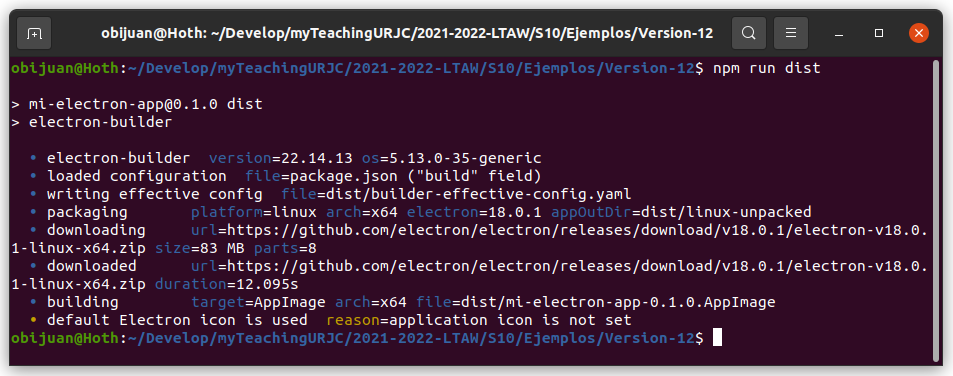 obijuan@Hoth: ~/Develop/myTeachingURJC/2021-2022-LTAW/S10/Ejemplos/Version-12
obijuan@Hoth:~/Develop/myTeachingURJC/2021-2022-LTAW/S10/Ejemplos/Version-12$ npm run dist
> mi-electron-app@0.1.0 dist
> electron-builder
• electron-builder  version=22.14.13 os=5.13.0-35-generic
• loaded configuration  file=package.json ("build" field)
• writing effective config  file=dist/builder-effective-config.yaml
• packaging       platform=linux arch=x64 electron=18.0.1 appOutDir=dist/linux-unpacked
• downloading     url=https://github.com/electron/electron/releases/download/v18.0.1/electron-v18.0.
1-linux-x64.zip size=83 MB parts=8
• downloaded      url=https://github.com/electron/electron/releases/download/v18.0.1/electron-v18.0.
1-linux-x64.zip duration=12.095s
• building        target=AppImage arch=x64 file=dist/mi-electron-app-0.1.0.AppImage
• default Electron icon is used  reason=application icon is not set
obijuan@Hoth:~/Develop/myTeachingURJC/2021-2022-LTAW/S10/Ejemplos/Version-12$